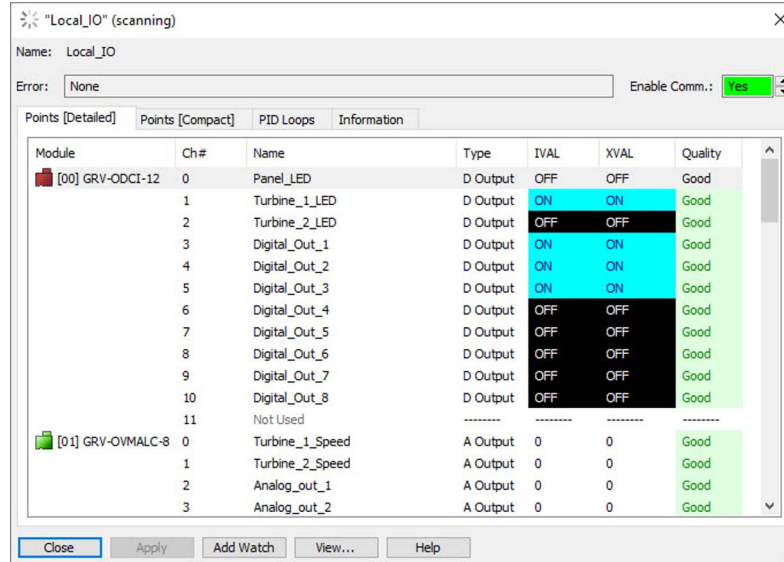 "Local_IO" (scanning)
Name: Local_IO
Error: None Enable Comm.: Yes
Points [Detailed] Points [Compact] PID Loops Information
Module Ch# Name Type IVAL XVAL Quality
[00] GRV-ODCI-12 0 Panel_LED D Output OFF OFF Good
1 Turbine_1_LED D Output ON ON Good
2 Turbine_2_LED D Output OFF OFF Good
3 Digital_Out_1 D Output ON ON Good
4 Digital_Out_2 D Output ON ON Good
5 Digital_Out_3 D Output ON ON Good
6 Digital_Out_4 D Output OFF OFF Good
7 Digital_Out_5 D Output OFF OFF Good
8 Digital_Out_6 D Output OFF OFF Good
9 Digital_Out_7 D Output OFF OFF Good
10 Digital_Out_8 D Output OFF OFF Good
11 Not Used -------- -------- -------- --------
[01] GRV-OVMALC-8 0 Turbine_1_Speed A Output 0 0 Good
1 Turbine_2_Speed A Output 0 0 Good
2 Analog_out_1 A Output 0 0 Good
3 Analog_out_2 A Output 0 0 Good
Close Apply Add Watch View... Help